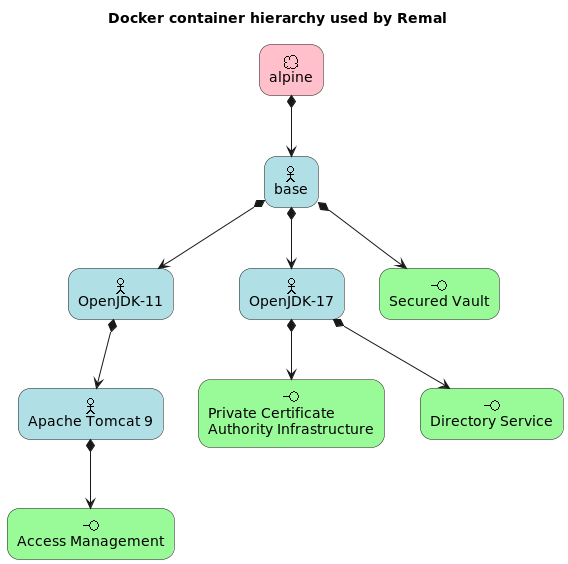 Docker container hierarchy used by Remal
alpine
base
OpenJDK-11
OpenJDK-17
Secured Vault
Apache Tomcat 9
Private Certificate
Authority Infrastructure
Directory Service
Access Management